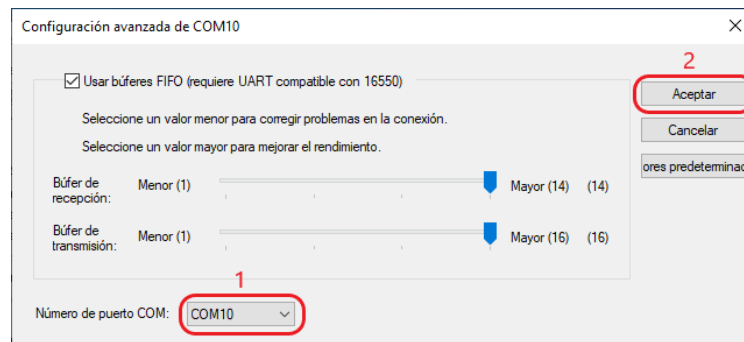 Configuración avanzada de COM10
2
Usar búferes FIFO (requiere UART compatible con 16550)
Aceptar
Seleccione un valor menor para corregir problemas en la conexión.
Cancelar
Seleccione un valor mayor para mejorar el rendimiento.
ores predeterminad
Búfer de
recepción:
Menor (1)
Mayor (14)
(14)
Búfer de
transmisión:
Menor (1)
Mayor (16)
(16)
1
Número de puerto COM:
COM10